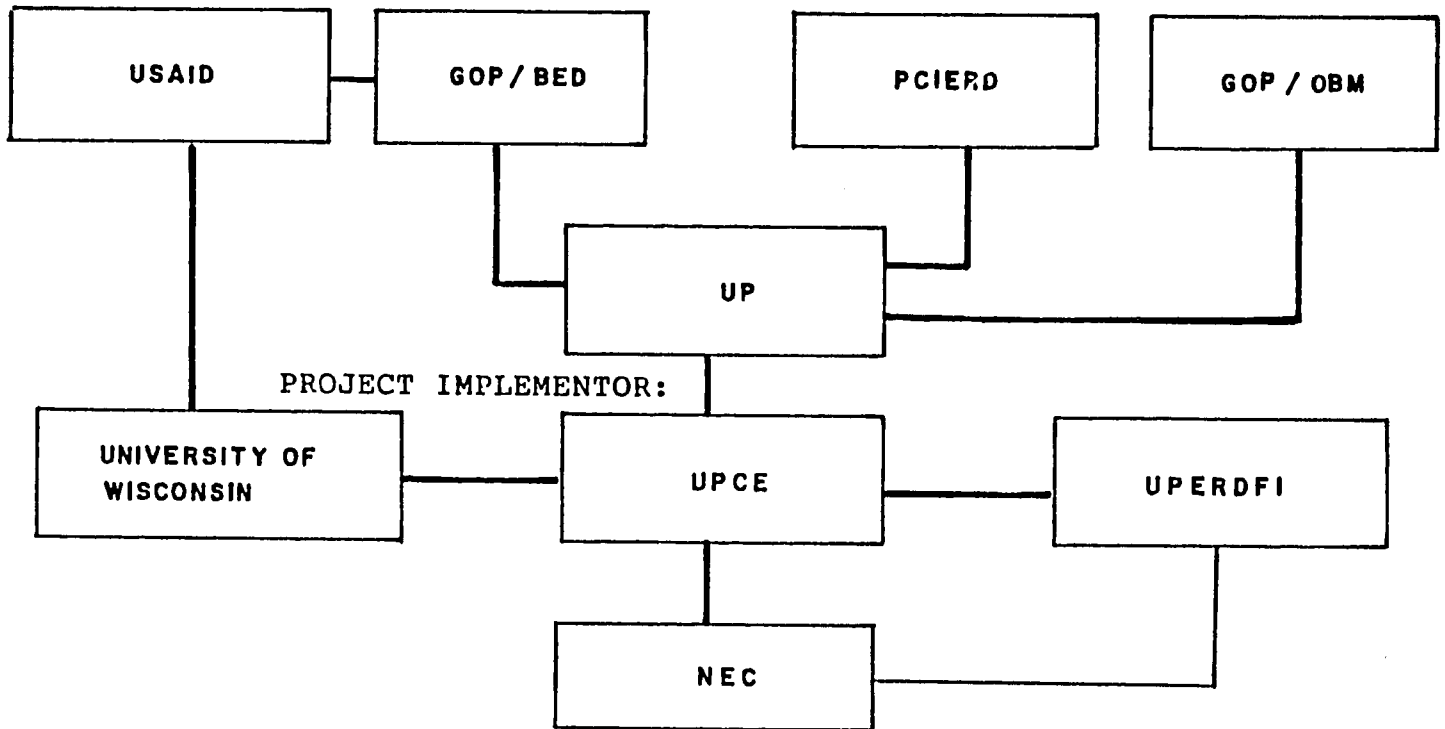 USAID
GOP/BED
PCIERD
GOP/OBM
UP
PROJECT IMPLEMENTOR:
UNIVERSITY OF
WISCONSIN
UPCE
UPERDFI
NEC